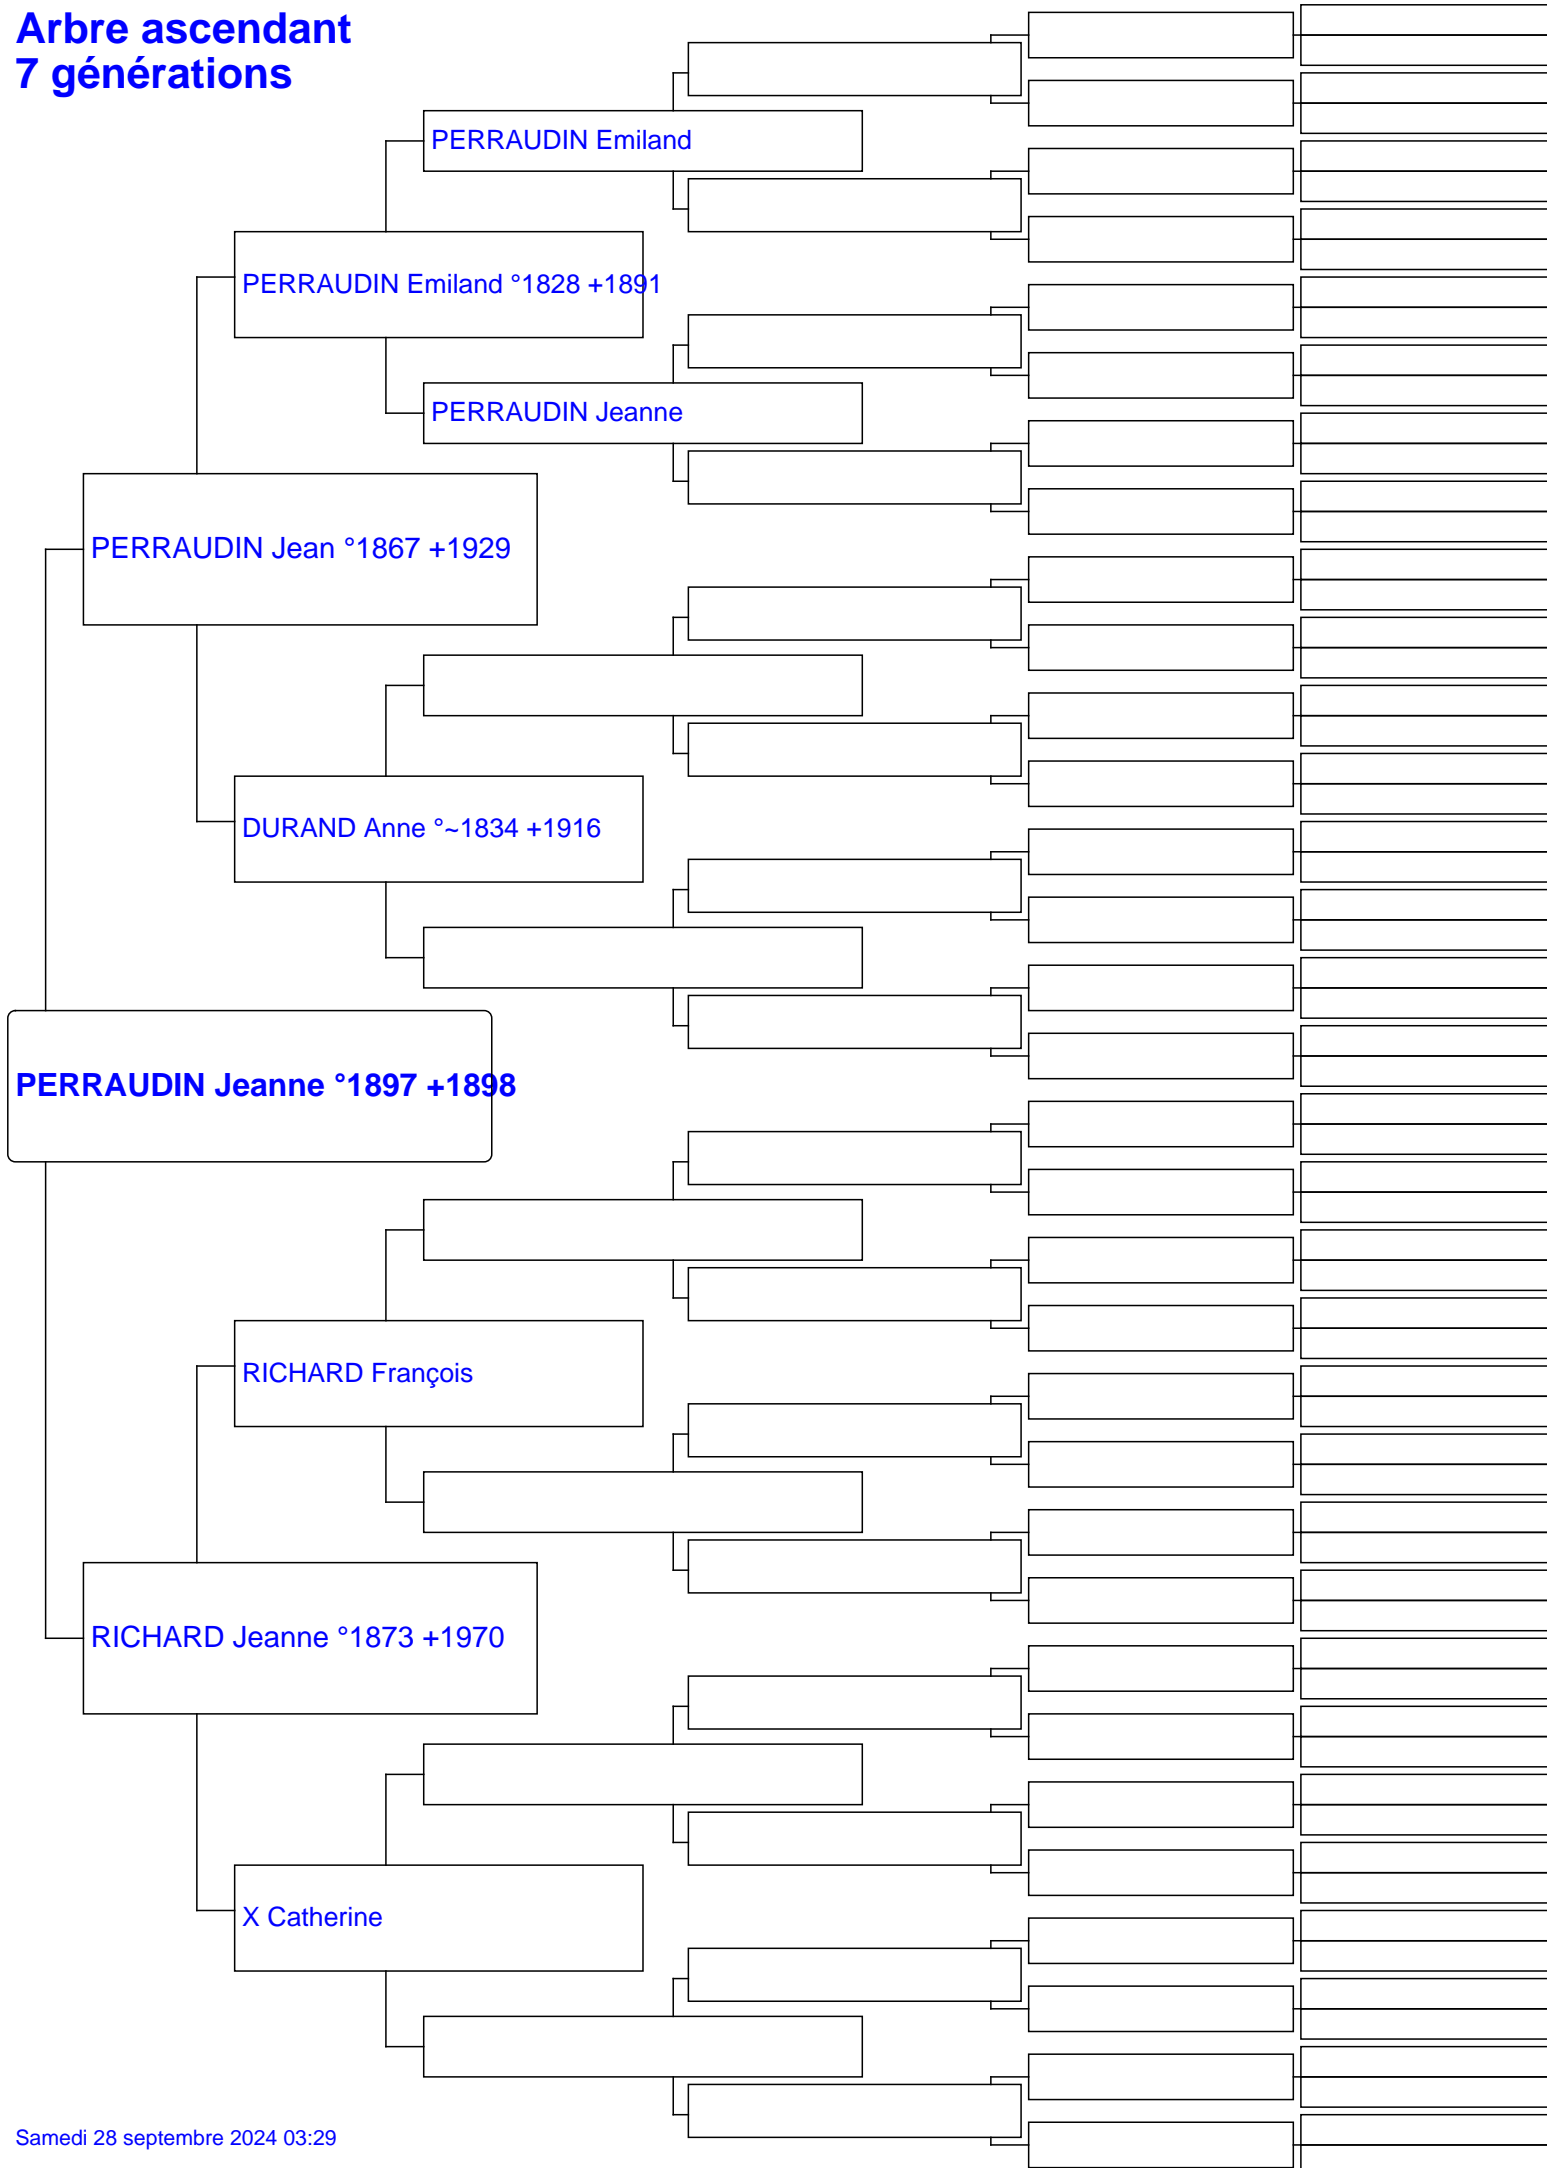 Arbre ascendant
7 générations
PERRAUDIN Emiland
PERRAUDIN Emiland °1828 +1891
PERRAUDIN Jeanne
PERRAUDIN Jean °1867 +1929
DURAND Anne °~1834 +1916
PERRAUDIN Jeanne °1897 +1898
RICHARD François
RICHARD Jeanne °1873 +1970
X Catherine
Samedi 28 septembre 2024 03:29